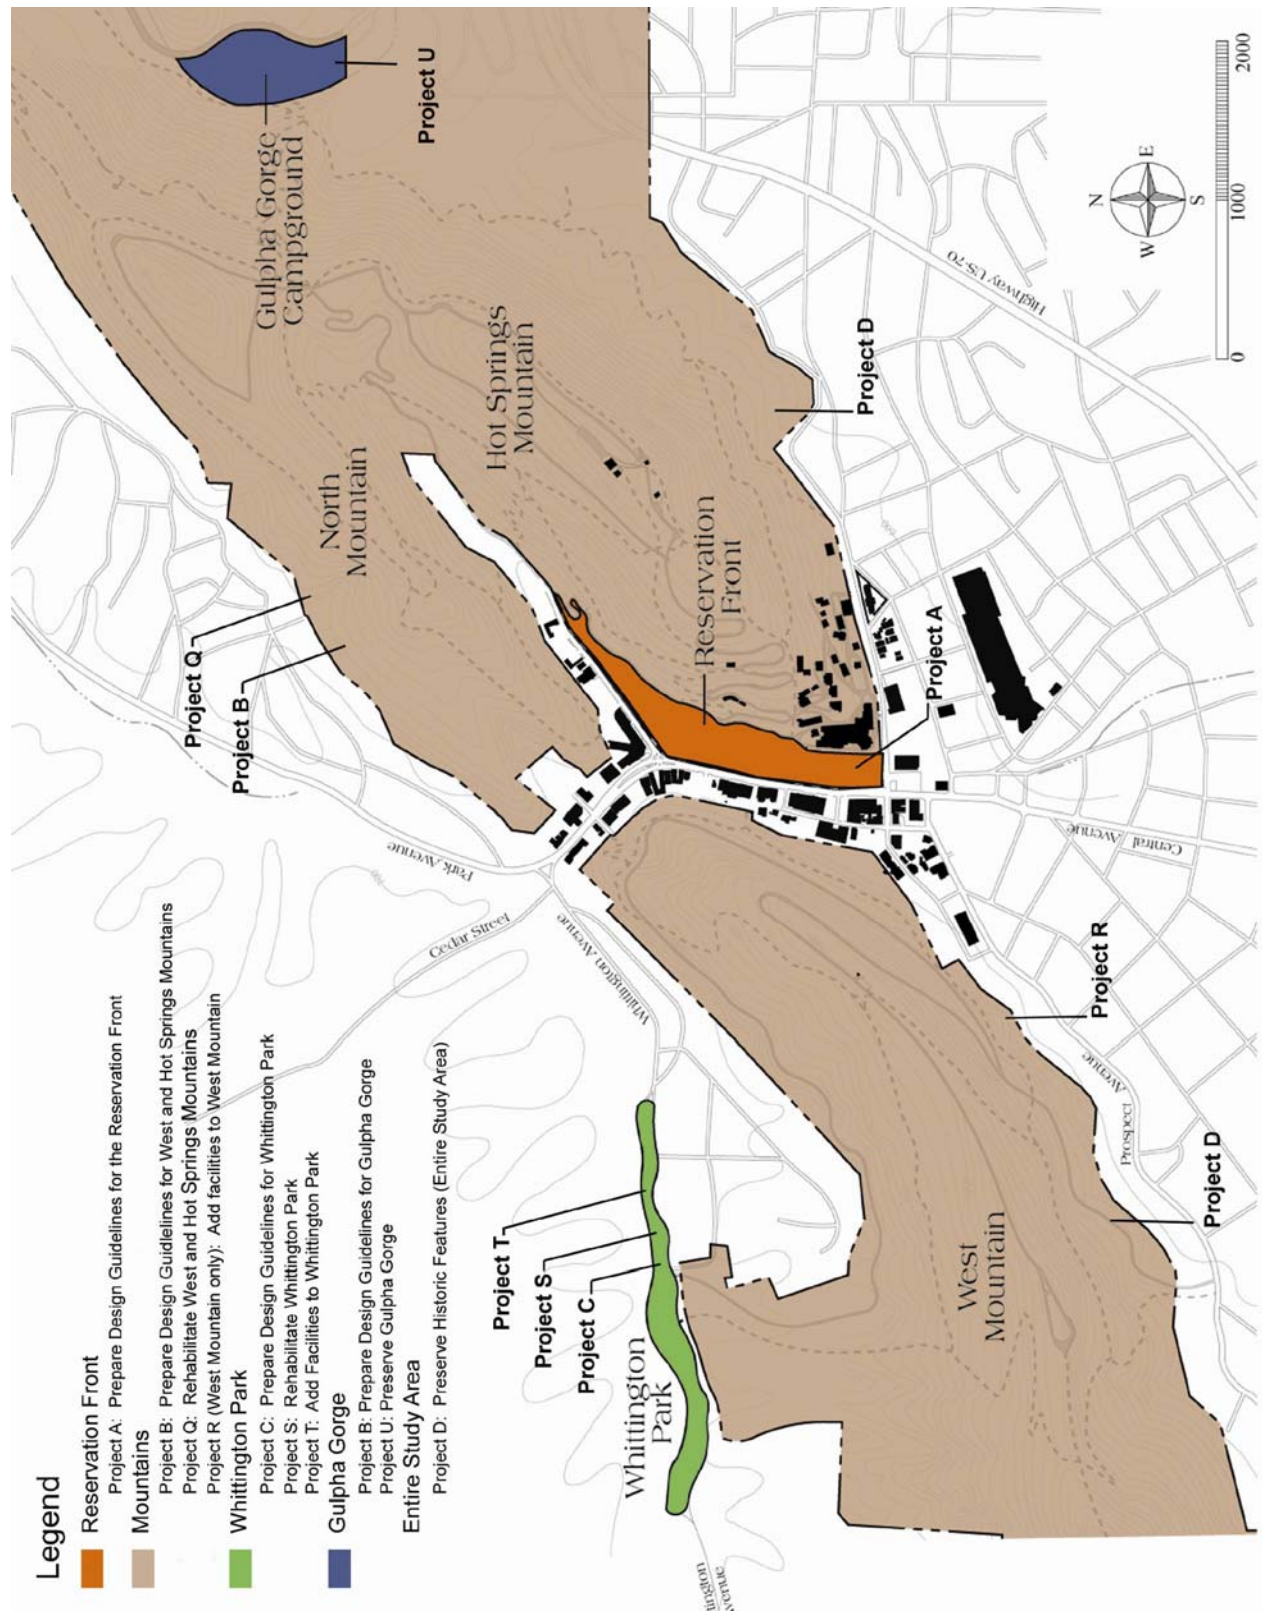 Legend
Reservation Front
Project A: Prepare Design Guidelines for the Reservation Front
Mountains
Project B: Prepare Design Guidlelines for West and Hot Springs Mountains
Project Q: Rehabilitate West and Hot Springs Mountains
Project R (West Mountain only): Add facilities to West Mountain
Whittington Park
Project C: Prepare Design Guidelines for Whittington Park
Project S: Rehabilitate Whittington Park
Project T: Add Facilities to Whittington Park
Gulpha Gorge
Project B: Prepare Design Guidelines for Gulpha Gorge
Project U: Preserve Gulpha Gorge
Entire Study Area
Project D: Preserve Historic Features (Entire Study Area)
Project Q
Project B
North
Mountain
Gulpha Gorge
Campground
Project U
Hot Springs
Mountain
Reservation
Front
Project D
Project A
Park Avenue
Cedar Street
Whittington Avenue
Whittington Avenue
Project T
Project S
Project C
Whittington
Park
tington
venue
West
Mountain
Project R
Project D
Prospect
Avenue
Central
Avenue
Highway US-70
N
W
E
S
0
1000
2000